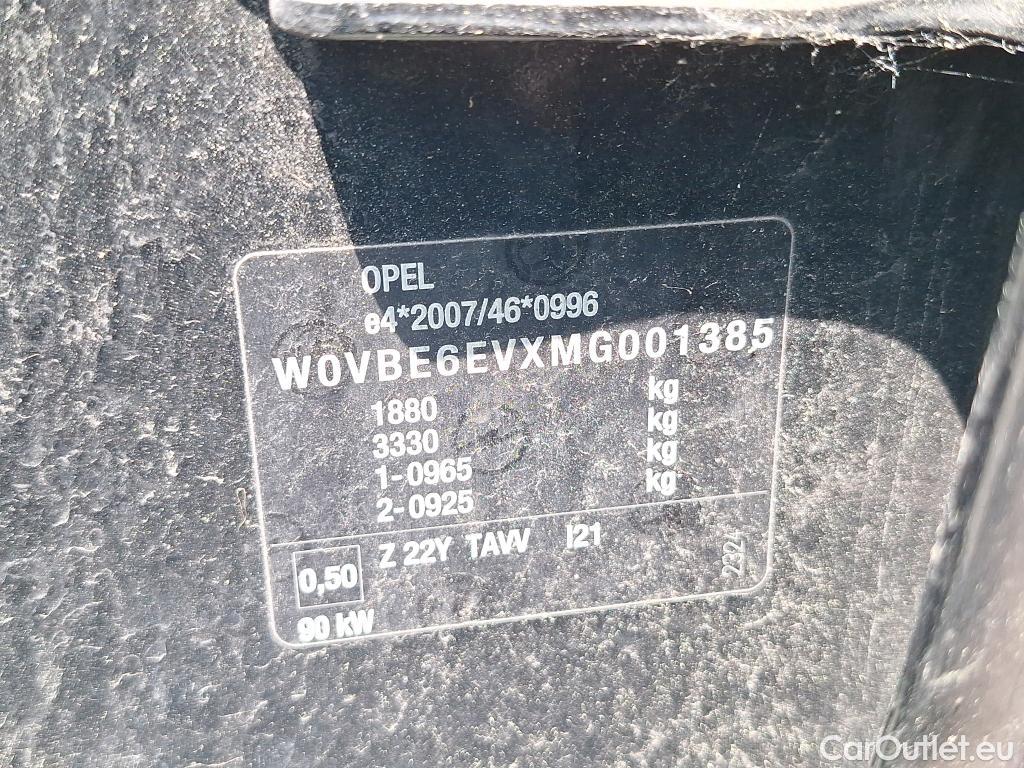 OPEL
e4*2007/46*0996
W0VBE6EVXMG001385
1880 kg
3330 kg
1-0965 kg
2-0925 kg
0,50 Z 22Y TAVV I21
90 kW
CarOutlet.eu